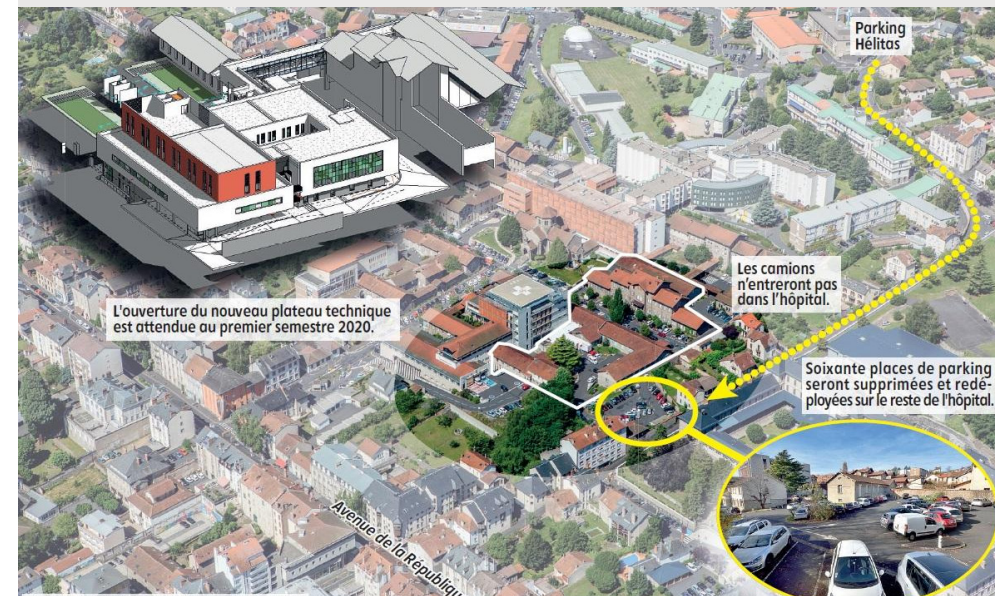 Parking
Hélitas
L'ouverture du nouveau plateau technique
est attendue au premier semestre 2020.
Les camions
n'entreront pas
dans l'hôpital.
Soixante places de parking
seront supprimées et redé-
ployées sur le reste de l'hôpital.
Avenue de la République